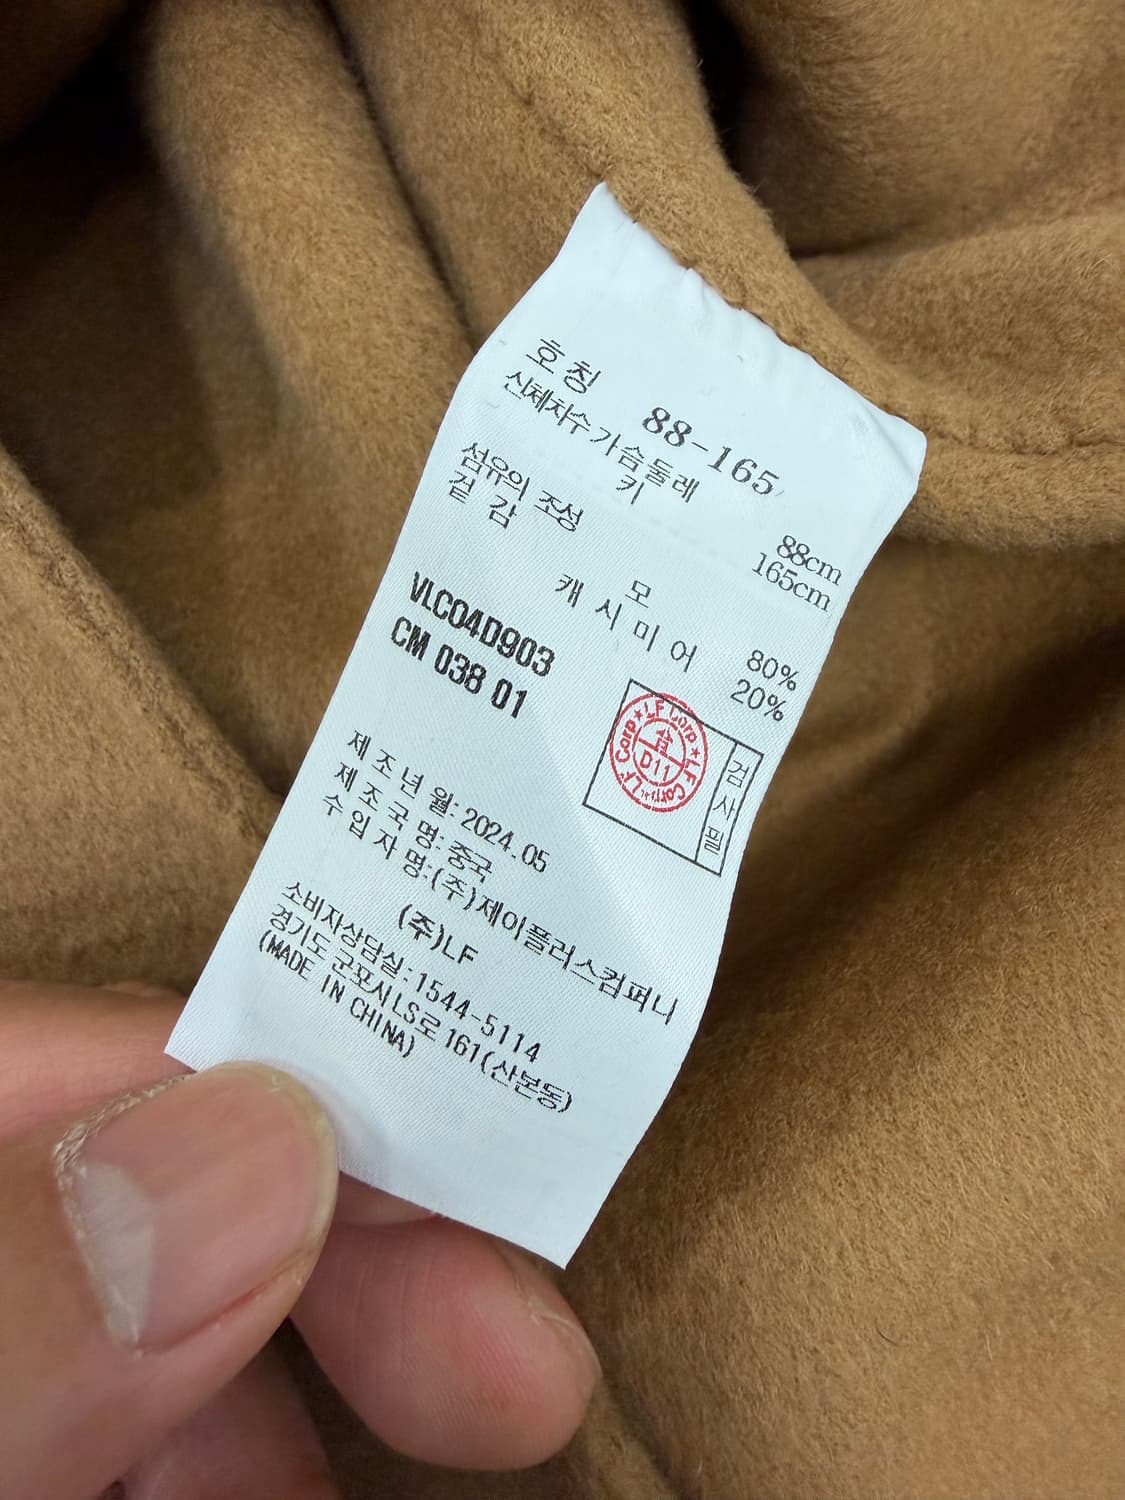 호칭 88-165
신체치수 가슴둘레 88cm
키 165cm
섬유의 조성
겉 감 모 80%
캐 시 미 어 20%
VLCO4D903
CM 038 01
LF Corp ★ LF Corp ★ LF Corp
D11
검사필
제 조 년 월: 2024.05
제 조 국 명: 중국
수 입 자 명:(주)제이플러스컴퍼니
(주)LF
소비자상담실:1544-5114
경기도 군포시LS로 161(산본동)
(MADE IN CHINA)